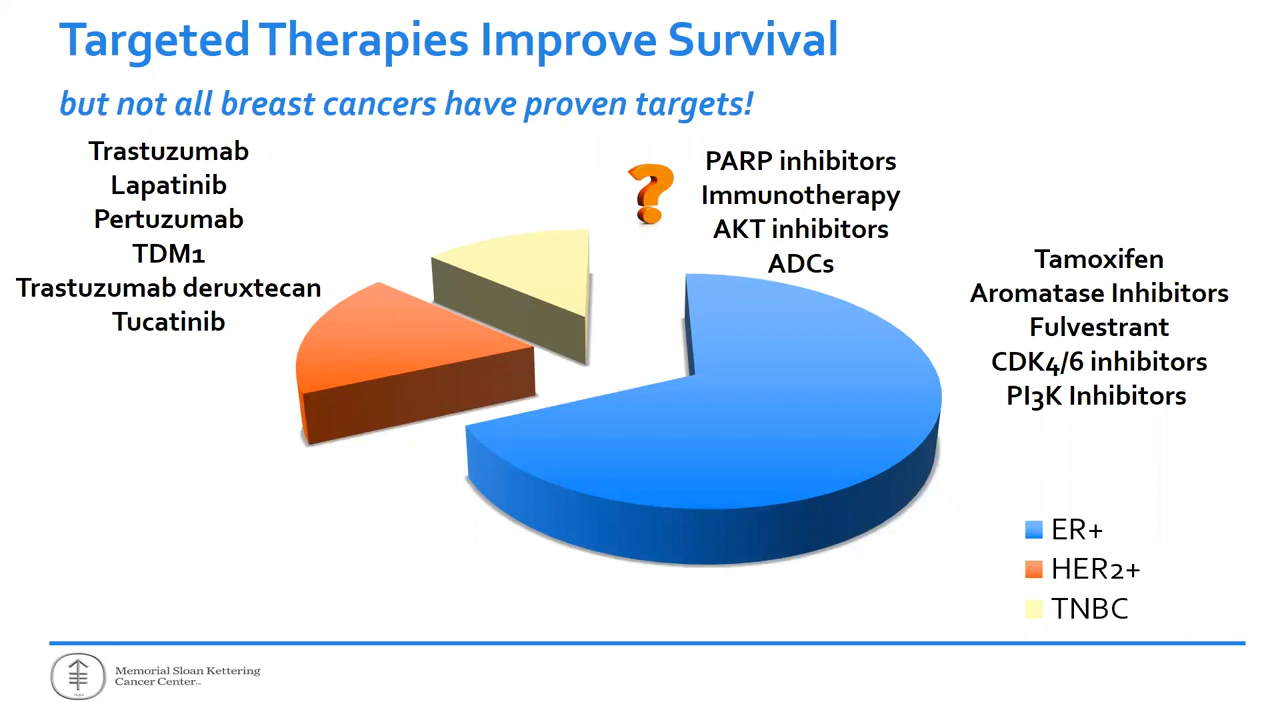 Targeted Therapies Improve Survival
but not all breast cancers have proven targets!
Trastuzumab
Lapatinib
Pertuzumab
TDM1
Trastuzumab deruxtecan
Tucatinib
?
PARP inhibitors
Immunotherapy
AKT inhibitors
ADCs
Tamoxifen
Aromatase Inhibitors
Fulvestrant
CDK4/6 inhibitors
PI3K Inhibitors
ER+
HER2+
TNBC
Memorial Sloan Kettering
Cancer Center™